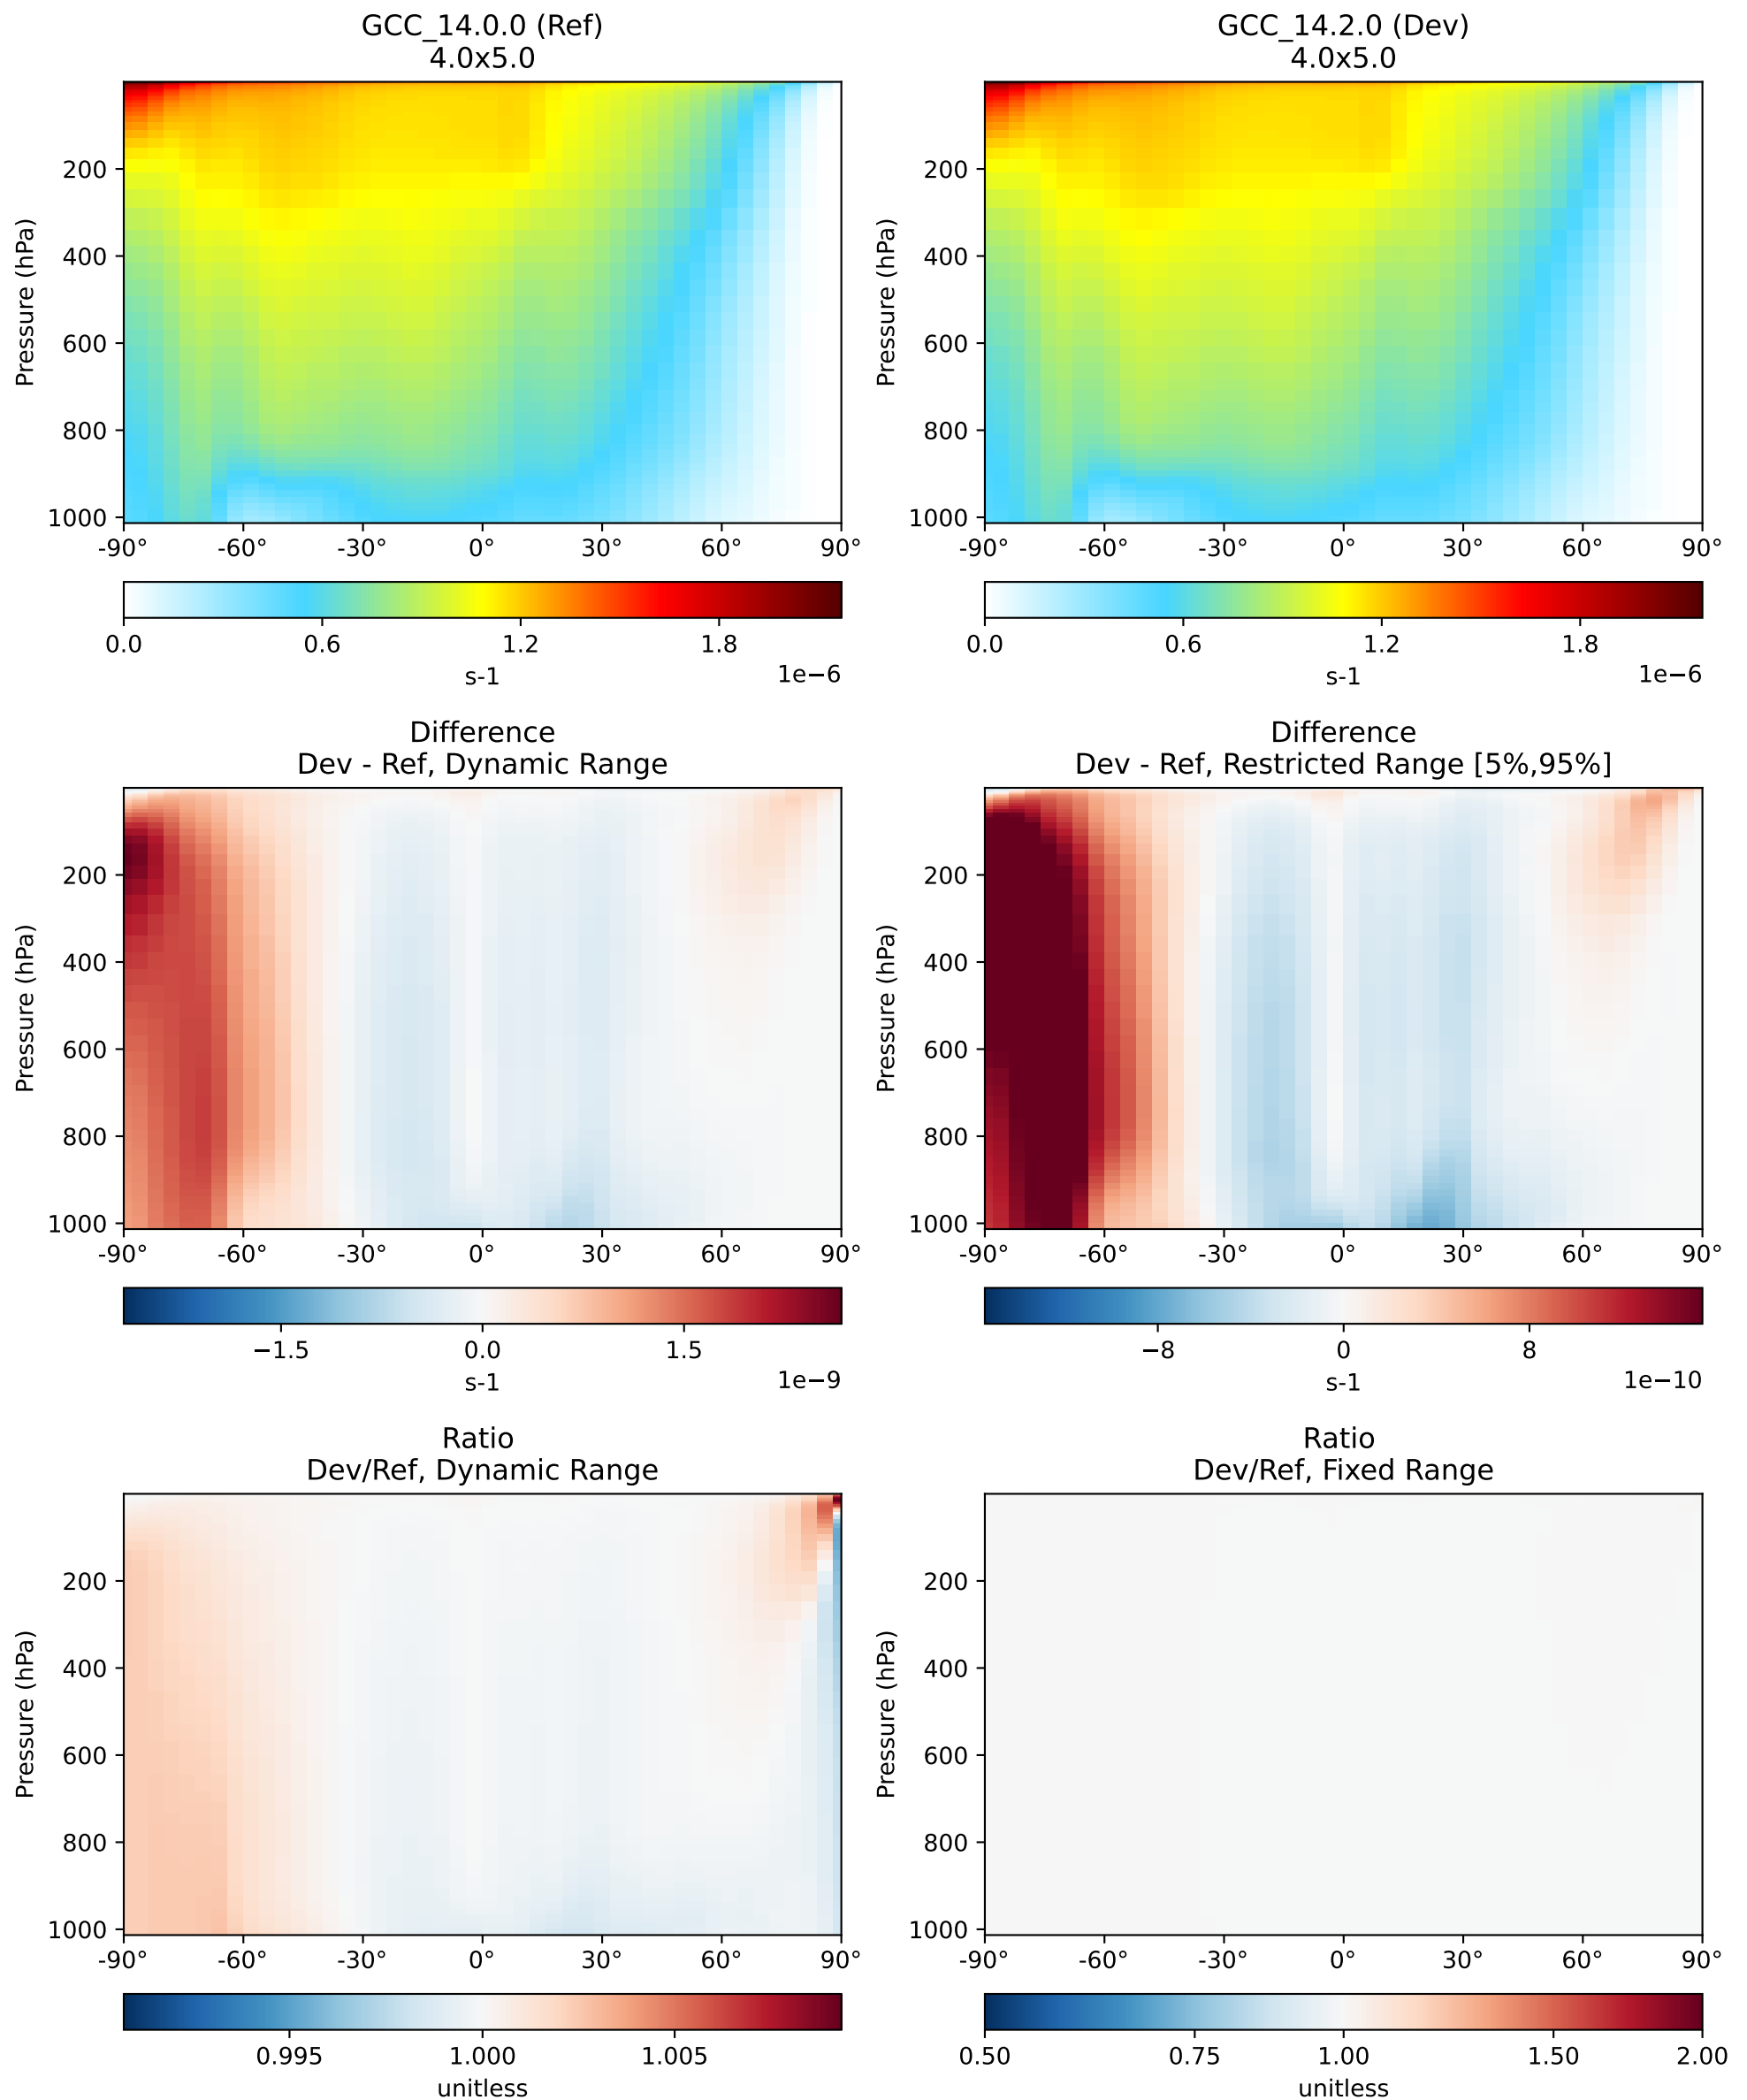 GCC_14.0.0 (Ref)
4.0x5.0
Pressure (hPa)
200
400
600
800
1000
-90° -60° -30° 0° 30° 60° 90°
0.0 0.6 1.2 1.8
s-1
1e−6
GCC_14.2.0 (Dev)
4.0x5.0
Pressure (hPa)
200
400
600
800
1000
-90° -60° -30° 0° 30° 60° 90°
0.0 0.6 1.2 1.8
s-1
1e−6
Difference
Dev - Ref, Dynamic Range
Pressure (hPa)
200
400
600
800
1000
-90° -60° -30° 0° 30° 60° 90°
−1.5 0.0 1.5
s-1
1e−9
Difference
Dev - Ref, Restricted Range [5%,95%]
Pressure (hPa)
200
400
600
800
1000
-90° -60° -30° 0° 30° 60° 90°
−8 0 8
s-1
1e−10
Ratio
Dev/Ref, Dynamic Range
Pressure (hPa)
200
400
600
800
1000
-90° -60° -30° 0° 30° 60° 90°
0.995 1.000 1.005
unitless
Ratio
Dev/Ref, Fixed Range
Pressure (hPa)
200
400
600
800
1000
-90° -60° -30° 0° 30° 60° 90°
0.50 0.75 1.00 1.50 2.00
unitless